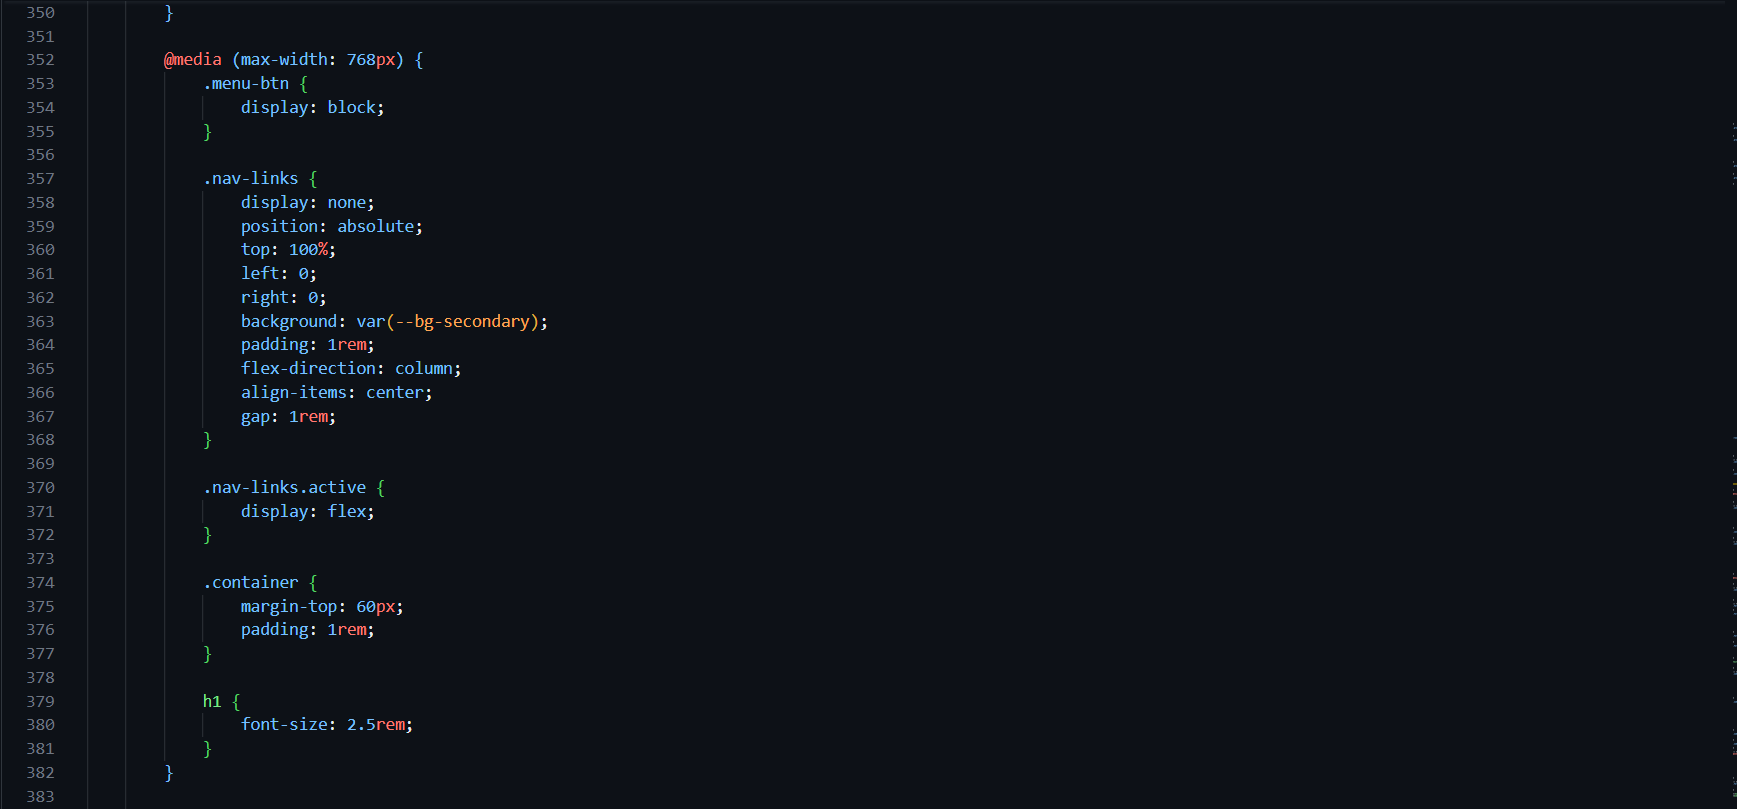 350 }
351
352 @media (max-width: 768px) {
353 .menu-btn {
354 display: block;
355 }
356
357 .nav-links {
358 display: none;
359 position: absolute;
360 top: 100%;
361 left: 0;
362 right: 0;
363 background: var(--bg-secondary);
364 padding: 1rem;
365 flex-direction: column;
366 align-items: center;
367 gap: 1rem;
368 }
369
370 .nav-links.active {
371 display: flex;
372 }
373
374 .container {
375 margin-top: 60px;
376 padding: 1rem;
377 }
378
379 h1 {
380 font-size: 2.5rem;
381 }
382 }
383